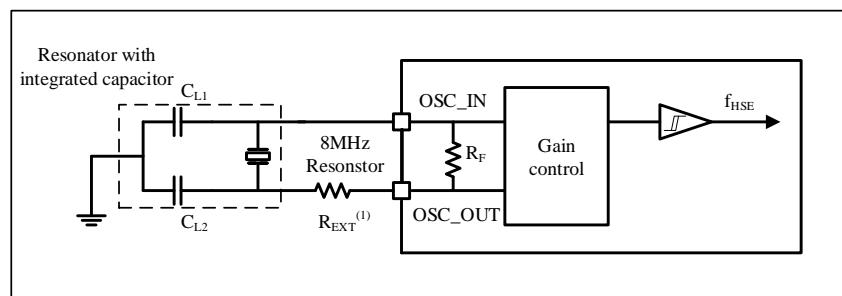 Resonator with
integrated capacitor
C_L1
OSC_IN
f_HSE
8MHz
Resonstor
R_F
Gain
control
C_L2
R_EXT^(1)
OSC_OUT